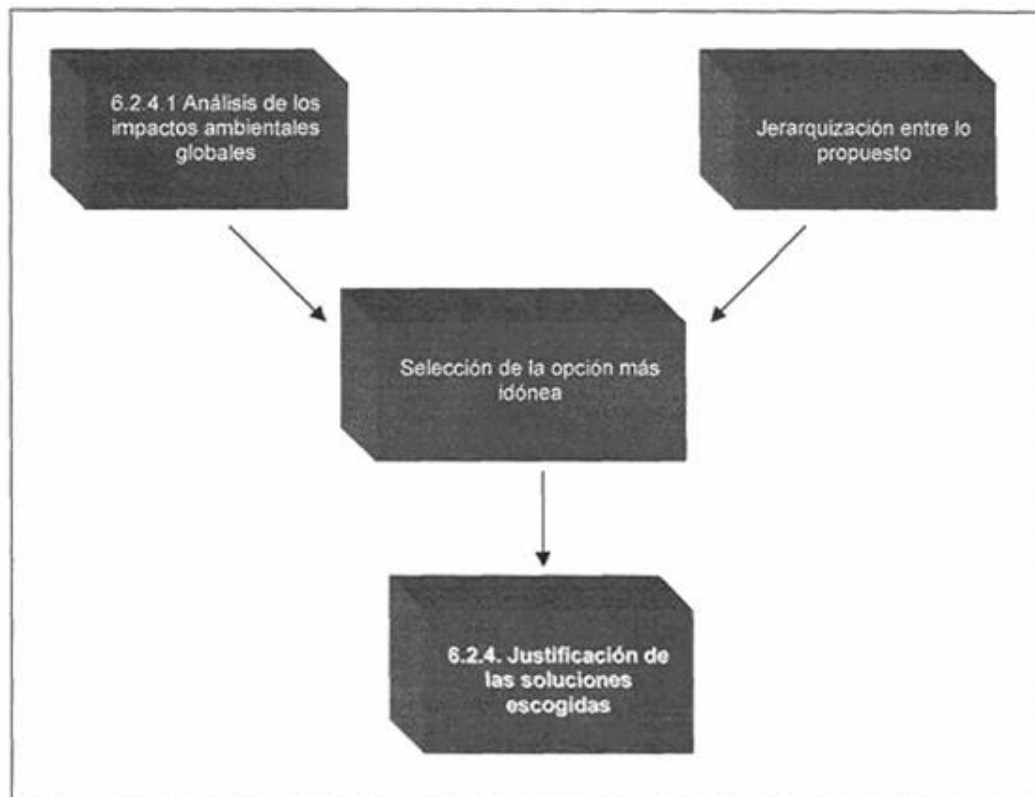 6.2.4.1 Análisis de los
impactos ambientales
globales
Jerarquización entre lo
propuesto
Selección de la opción más
idónea
6.2.4. Justificación de
las soluciones
escogidas